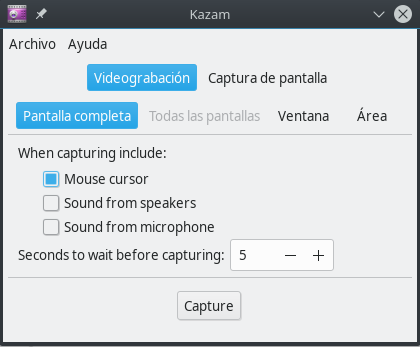 Kazam
Archivo Ayuda
Videograbación Captura de pantalla
Pantalla completa Todas las pantallas Ventana Área
When capturing include:
Mouse cursor
Sound from speakers
Sound from microphone
Seconds to wait before capturing: 5 — +
Capture